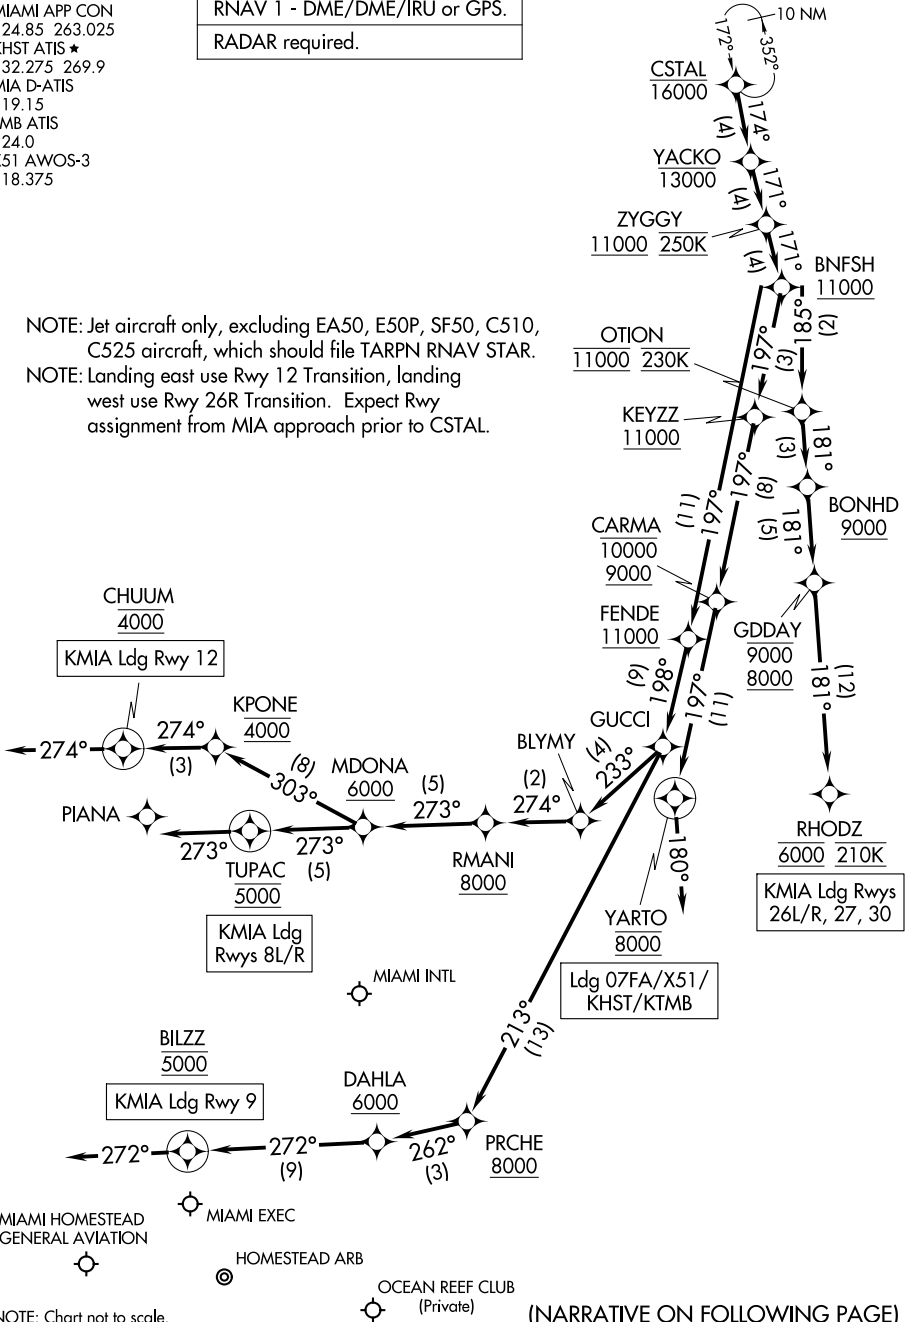 MIAMI APP CON
24.85 263.025
KHST ATIS ★
32.275 269.9
MIA D-ATIS
19.15
MB ATIS
24.0
X51 AWOS-3
18.375
RNAV 1 - DME/DME/IRU or GPS.
RADAR required.
10 NM
172°
352°
CSTAL
16000
174°
(4)
YACKO
13000
171°
(4)
ZYGGY
11000 250K
171°
(4)
BNFSH
11000
NOTE: Jet aircraft only, excluding EA50, E50P, SF50, C510,
C525 aircraft, which should file TARPN RNAV STAR.
NOTE: Landing east use Rwy 12 Transition, landing
west use Rwy 26R Transition. Expect Rwy
assignment from MIA approach prior to CSTAL.
185°
(2)
197°
(3)
OTION
11000 230K
KEYZZ
11000
181°
(3)
197°
(8)
197°
(11)
BONHD
9000
181°
(5)
CARMA
10000
9000
FENDE
11000
GDDAY
9000
8000
181°
(12)
198°
(9)
197°
(11)
CHUUM
4000
KMIA Ldg Rwy 12
KPONE
4000
GUCCI
274°
274°
(3)
303°
(8)
MDONA
6000
BLYMY
233°
(4)
(5)
273°
(2)
274°
PIANA
273°
TUPAC
5000
273°
(5)
RMANI
8000
KMIA Ldg
Rwys 8L/R
180°
YARTO
8000
Ldg 07FA/X51/
KHST/KTMB
RHODZ
6000 210K
KMIA Ldg Rwys
26L/R, 27, 30
MIAMI INTL
213°
(13)
BILZZ
5000
KMIA Ldg Rwy 9
DAHLA
6000
272°
272°
(9)
262°
(3)
PRCHE
8000
MIAMI EXEC
MIAMI HOMESTEAD
GENERAL AVIATION
HOMESTEAD ARB
OCEAN REEF CLUB
(Private)
NOTE: Chart not to scale.
(NARRATIVE ON FOLLOWING PAGE)